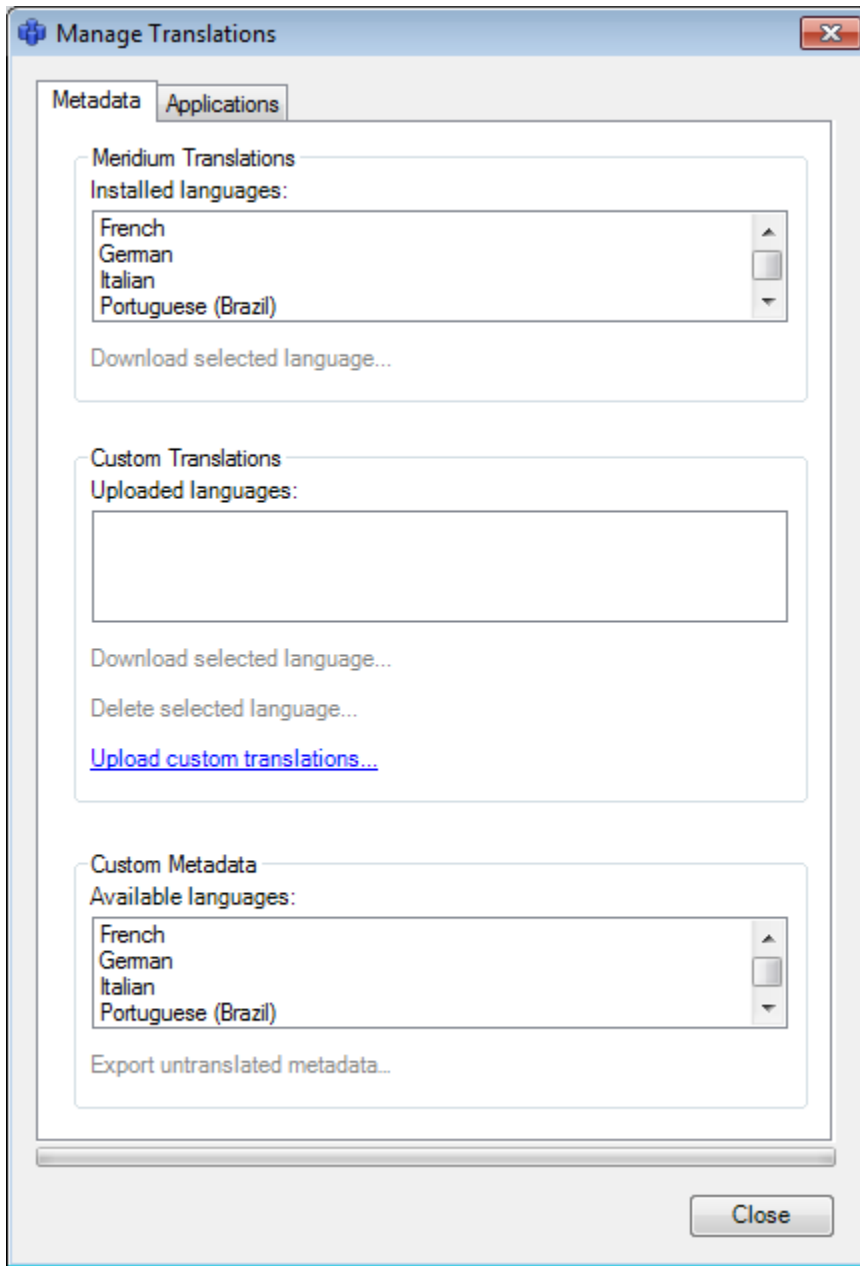 Manage Translations
Metadata
Applications
Meridium Translations
Installed languages:
French
German
Italian
Portuguese (Brazil)
Download selected language...
Custom Translations
Uploaded languages:
Download selected language...
Delete selected language...
Upload custom translations...
Custom Metadata
Available languages:
French
German
Italian
Portuguese (Brazil)
Export untranslated metadata...
Close